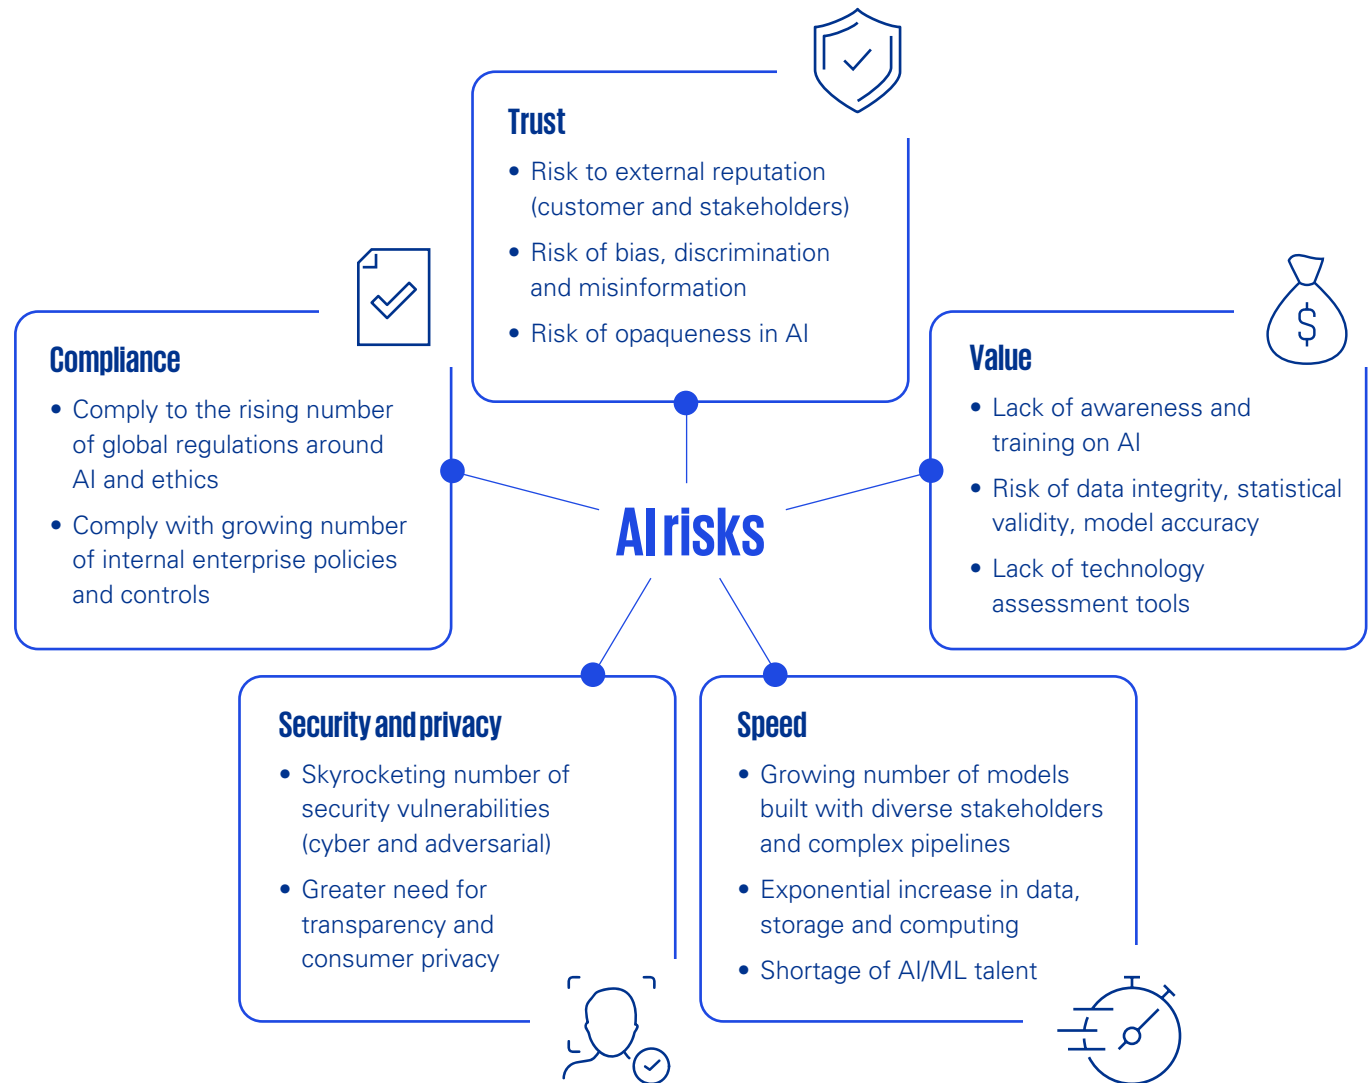 Trust
• Risk to external reputation
(customer and stakeholders)
• Risk of bias, discrimination
and misinformation
• Risk of opaqueness in AI
Compliance
• Comply to the rising number
of global regulations around
AI and ethics
• Comply with growing number
of internal enterprise policies
and controls
Value
• Lack of awareness and
training on AI
• Risk of data integrity, statistical
validity, model accuracy
• Lack of technology
assessment tools
$
AI risks
Security and privacy
• Skyrocketing number of
security vulnerabilities
(cyber and adversarial)
• Greater need for
transparency and
consumer privacy
Speed
• Growing number of models
built with diverse stakeholders
and complex pipelines
• Exponential increase in data,
storage and computing
• Shortage of AI/ML talent